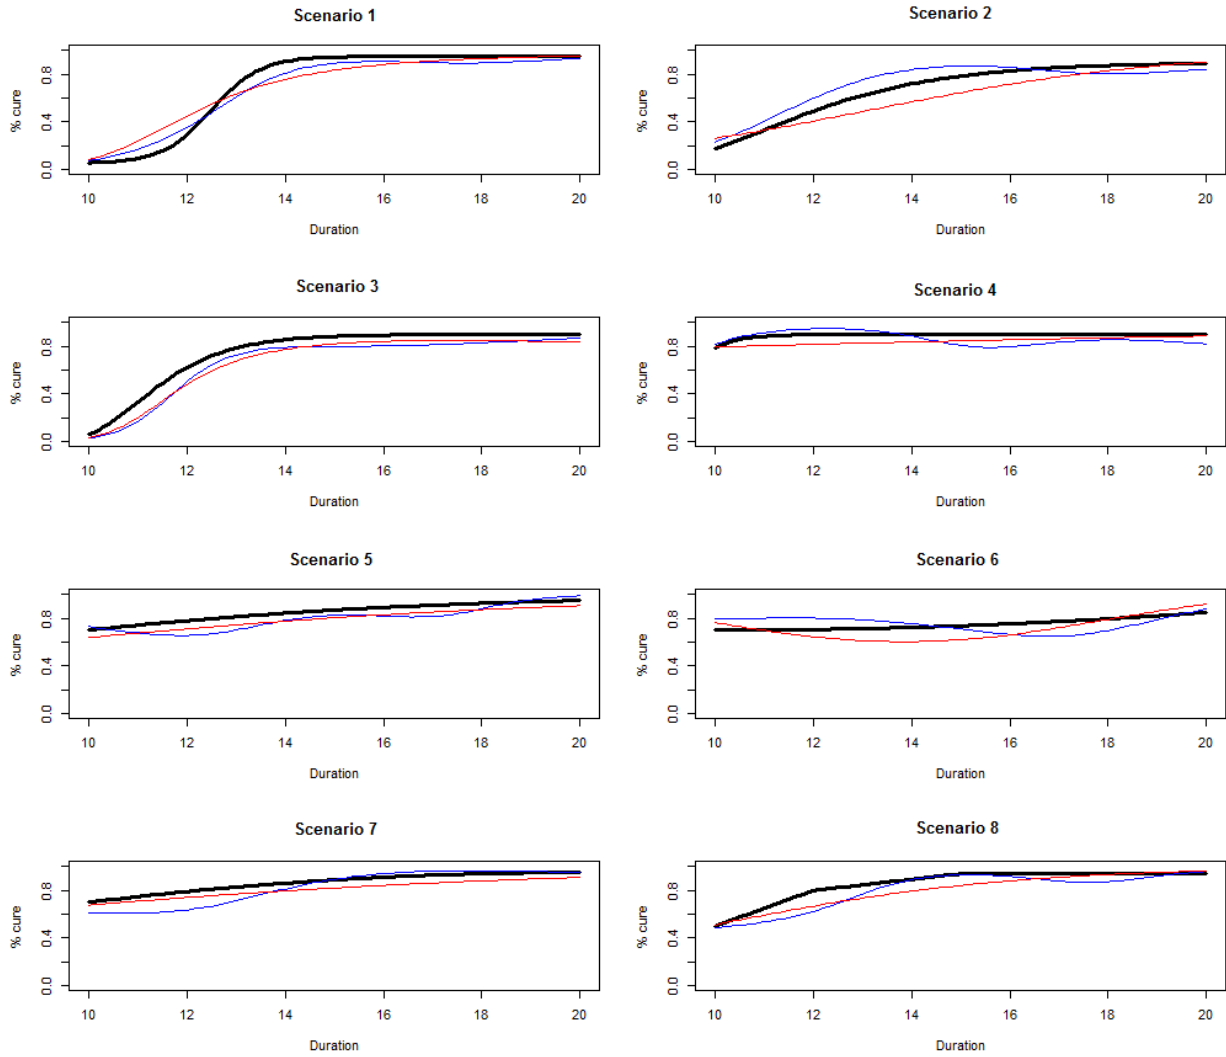 Scenario 1
% cure
0.0 0.4 0.8
10 12 14 16 18 20
Duration
Scenario 2
% cure
0.0 0.4 0.8
10 12 14 16 18 20
Duration
Scenario 3
% cure
0.0 0.4 0.8
10 12 14 16 18 20
Duration
Scenario 4
% cure
0.0 0.4 0.8
10 12 14 16 18 20
Duration
Scenario 5
% cure
0.0 0.4 0.8
10 12 14 16 18 20
Duration
Scenario 6
% cure
0.0 0.4 0.8
10 12 14 16 18 20
Duration
Scenario 7
% cure
0.0 0.4 0.8
10 12 14 16 18 20
Duration
Scenario 8
% cure
0.0 0.4 0.8
10 12 14 16 18 20
Duration